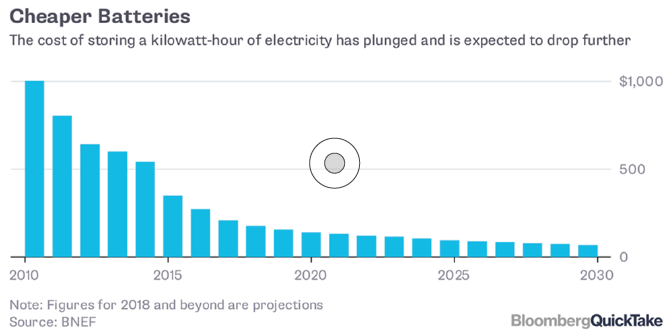 Cheaper Batteries
The cost of storing a kilowatt-hour of electricity has plunged and is expected to drop further
$1,000
500
0
2010 2015 2020 2025 2030
Note: Figures for 2018 and beyond are projections
Source: BNEF
BloombergQuickTake